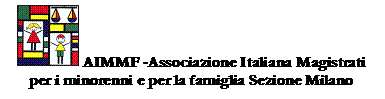 AIMMF -Associazione Italiana Magistrati
per i minorenni e per la famiglia Sezione Milano